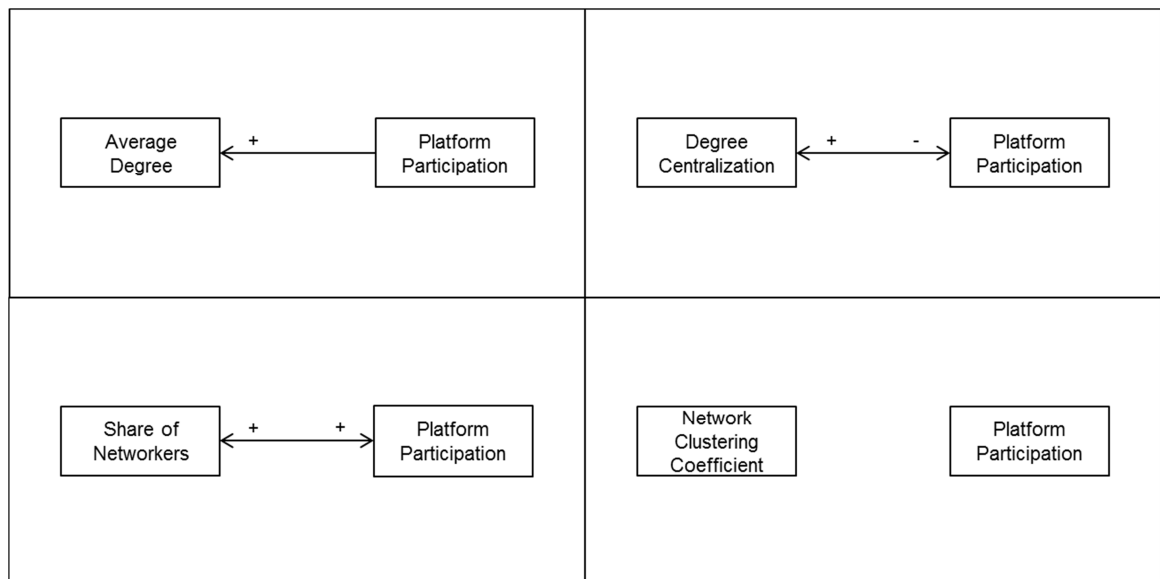 Average
Degree
+
Platform
Participation
Degree
Centralization
+
-
Platform
Participation
Share of
Networkers
+
+
Platform
Participation
Network
Clustering
Coefficient
Platform
Participation